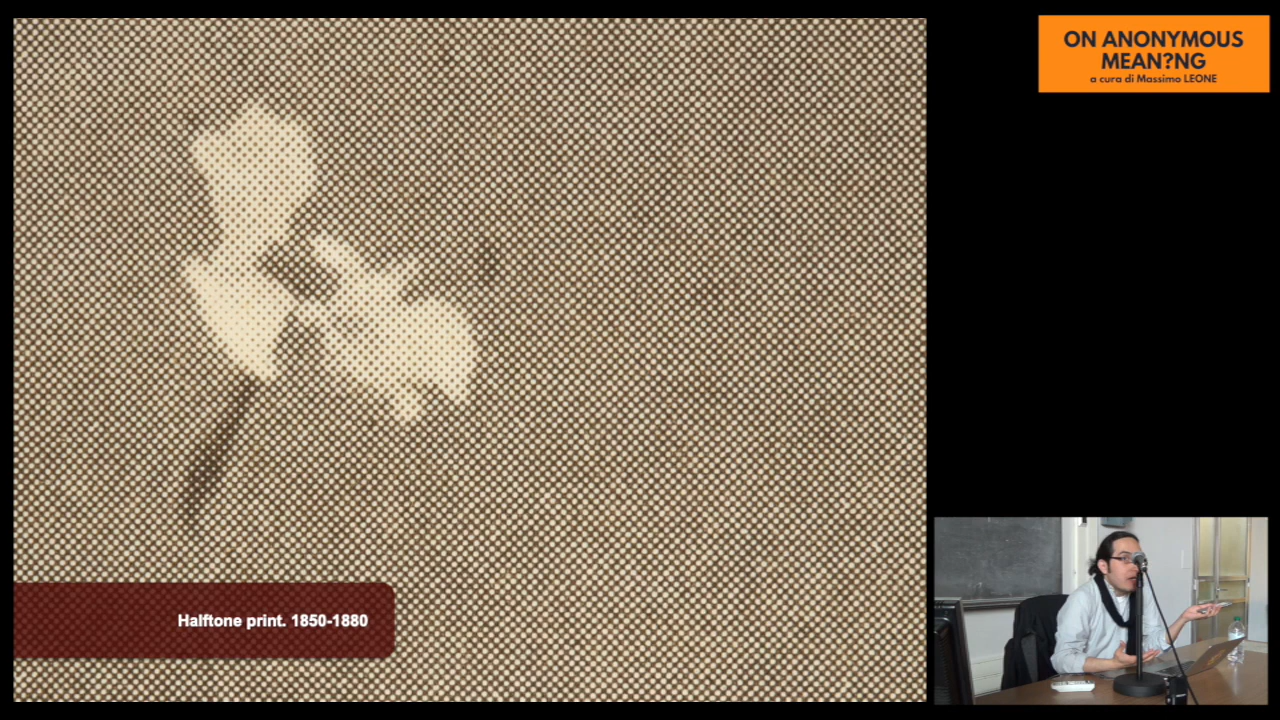 ON ANONYMOUS
MEAN?NG
a cura di Massimo LEONE
Halftone print. 1850-1880